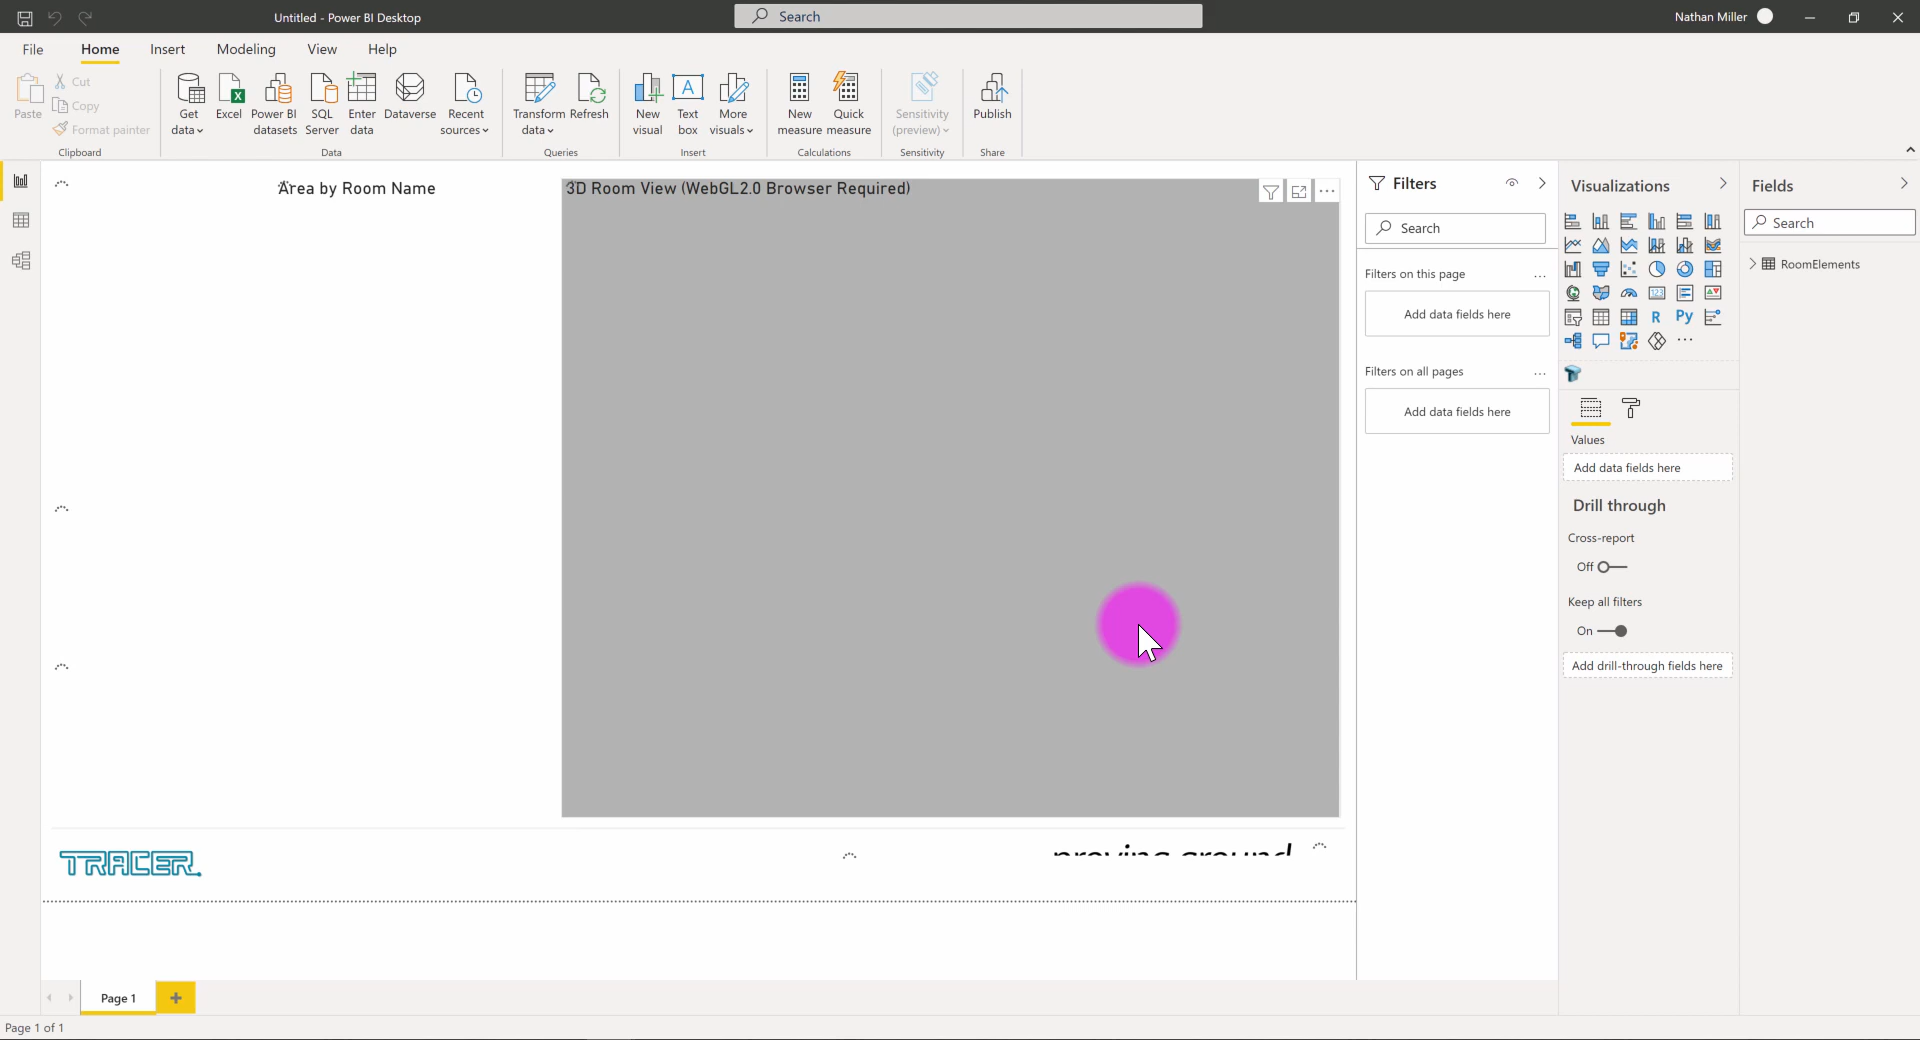 Untitled - Power BI Desktop
Search
Nathan Miller
File Home Insert Modeling View Help
Paste
Cut
Copy
Format painter
Clipboard
Get data
Excel
Power BI datasets
SQL Server
Enter data
Dataverse
Recent sources
Data
Transform data
Refresh
Queries
New visual
Text box
More visuals
Insert
New measure
Quick measure
Calculations
Sensitivity (preview)
Sensitivity
Publish
Share
Area by Room Name
3D Room View (WebGL2.0 Browser Required)
Filters
Search
Filters on this page
Add data fields here
Filters on all pages
Add data fields here
Visualizations
123
R
Py
Values
Add data fields here
Drill through
Cross-report
Off
Keep all filters
On
Add drill-through fields here
Fields
Search
RoomElements
TRACER
proving ground
Page 1
Page 1 of 1